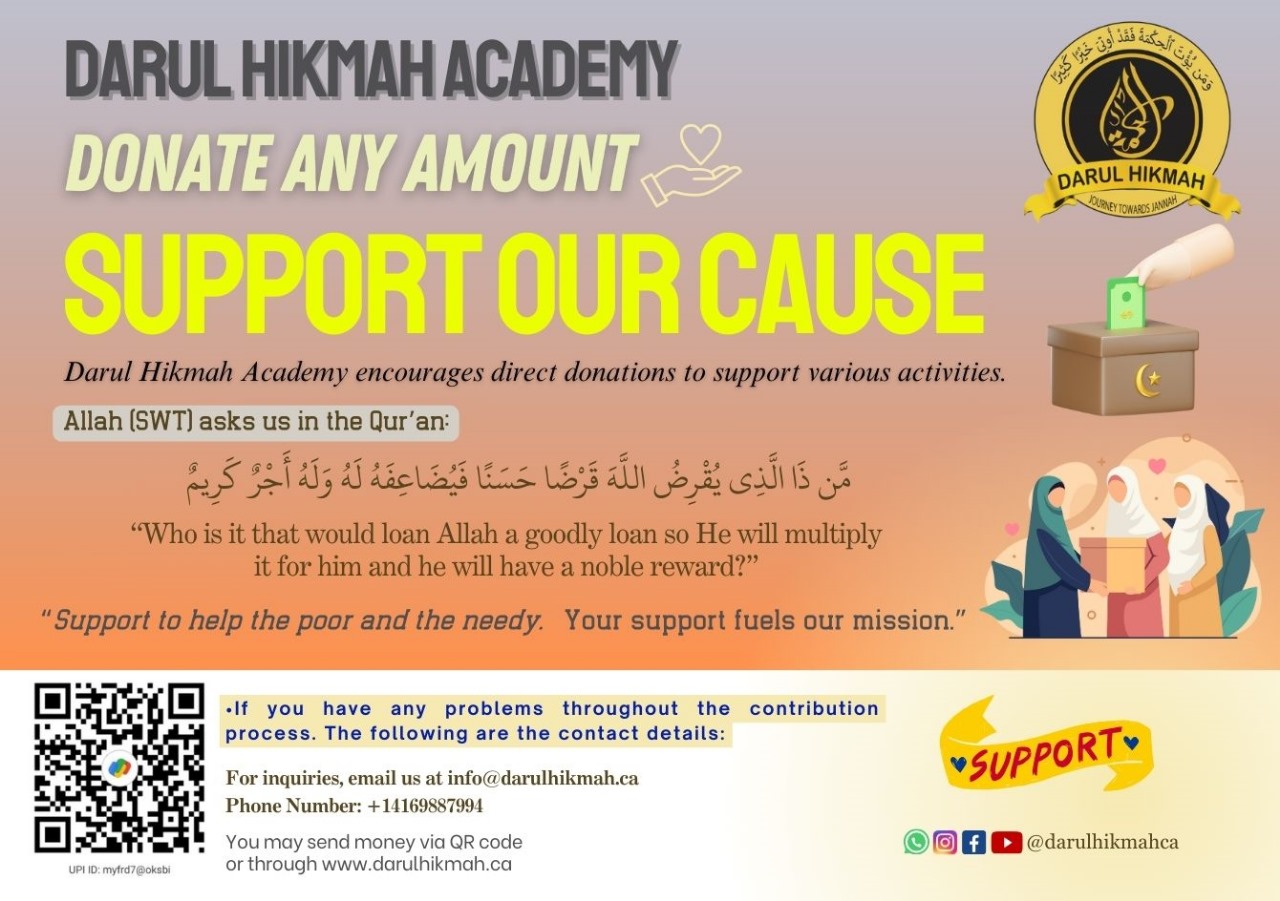 DARUL HIKMAH ACADEMY
DONATE ANY AMOUNT
SUPPORT OUR CAUSE
Darul Hikmah Academy encourages direct donations to support various activities.
Allah (SWT) asks us in the Qur'an:
مَّن ذَا الَّذِى يُقْرِضُ اللَّهَ قَرْضًا حَسَنًا فَيُضَاعِفَهُ لَهُ وَلَهُ أَجْرٌ كَرِيمٌ
“Who is it that would loan Allah a goodly loan so He will multiply
it for him and he will have a noble reward?”
“Support to help the poor and the needy. Your support fuels our mission.”
وَمَن يُؤْتَ الْحِكْمَةَ فَقَدْ أُوتِيَ خَيْرًا كَثِيرًا
DARUL HIKMAH
JOURNEY TOWARDS JANNAH
UPI ID: myfrd7@oksbi
•If you have any problems throughout the contribution
process. The following are the contact details:
For inquiries, email us at info@darulhikmah.ca
Phone Number: +14169887994
You may send money via QR code
or through www.darulhikmah.ca
SUPPORT
@darulhikmahca